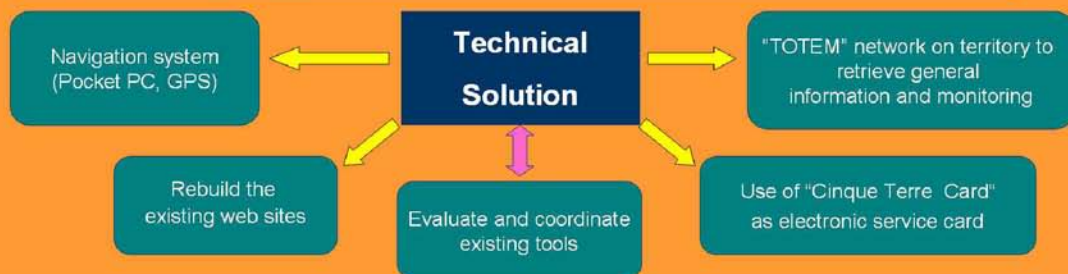 Technical
Solution
Navigation system
(Pocket PC, GPS)
"TOTEM" network on territory to
retrieve general
information and monitoring
Rebuild the
existing web sites
Evaluate and coordinate
existing tools
Use of "Cinque Terre Card"
as electronic service card